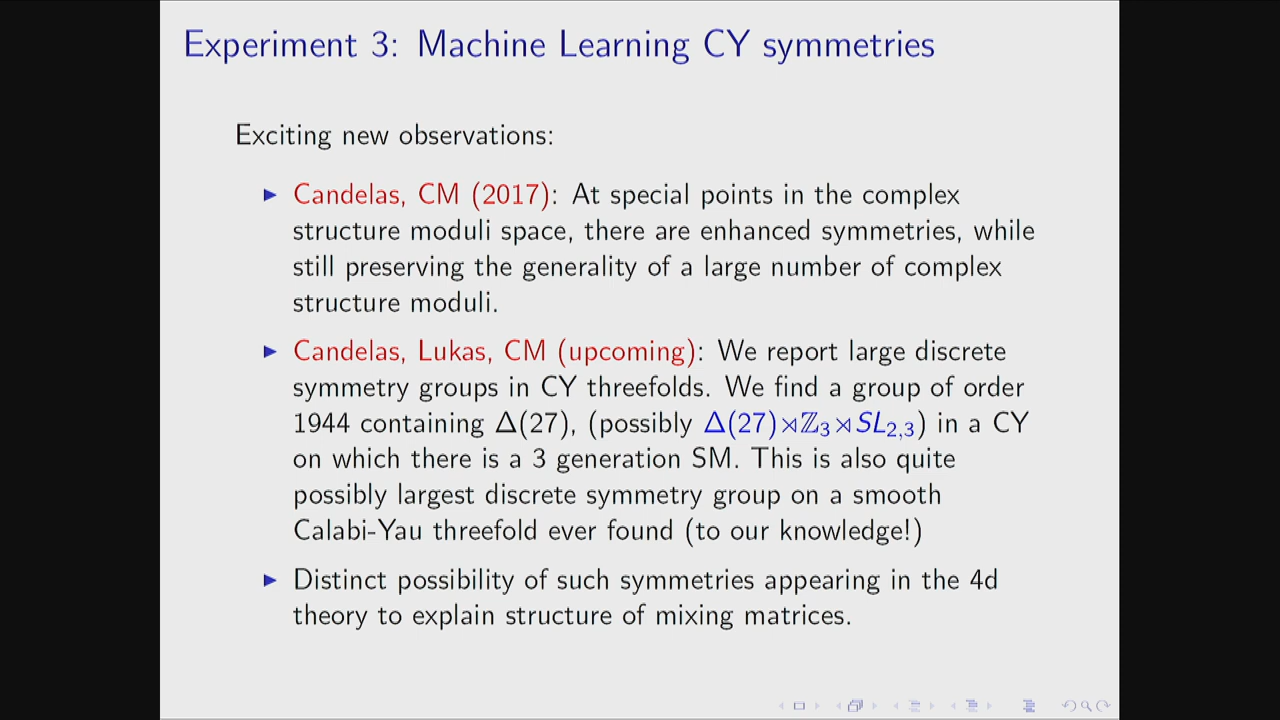 Experiment 3: Machine Learning CY symmetries
Exciting new observations:
▶ Candelas, CM (2017): At special points in the complex
structure moduli space, there are enhanced symmetries, while
still preserving the generality of a large number of complex
structure moduli.
▶ Candelas, Lukas, CM (upcoming): We report large discrete
symmetry groups in CY threefolds. We find a group of order
1944 containing Δ(27), (possibly Δ(27)⋊ℤ₃⋊SL₂,₃) in a CY
on which there is a 3 generation SM. This is also quite
possibly largest discrete symmetry group on a smooth
Calabi-Yau threefold ever found (to our knowledge!)
▶ Distinct possibility of such symmetries appearing in the 4d
theory to explain structure of mixing matrices.